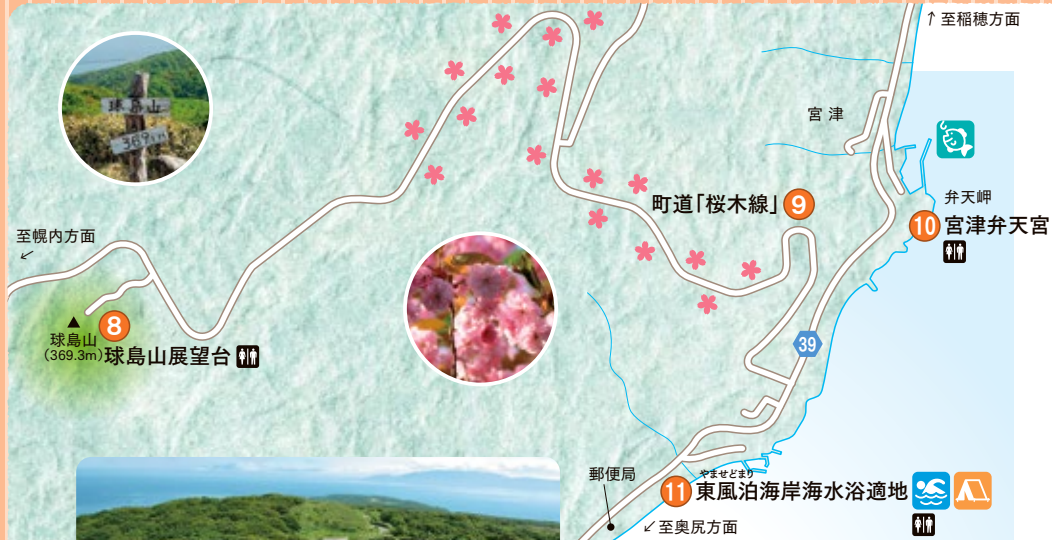 ↑ 至稲穂方面
球島山
369m
宮津
弁天岬
町道「桜木線」 9
10 宮津弁天宮
至幌内方面
↙
39
▲ 8
球島山
(369.3m)
球島山展望台
郵便局
やませどまり
11 東風泊海岸海水浴適地
↙至奥尻方面